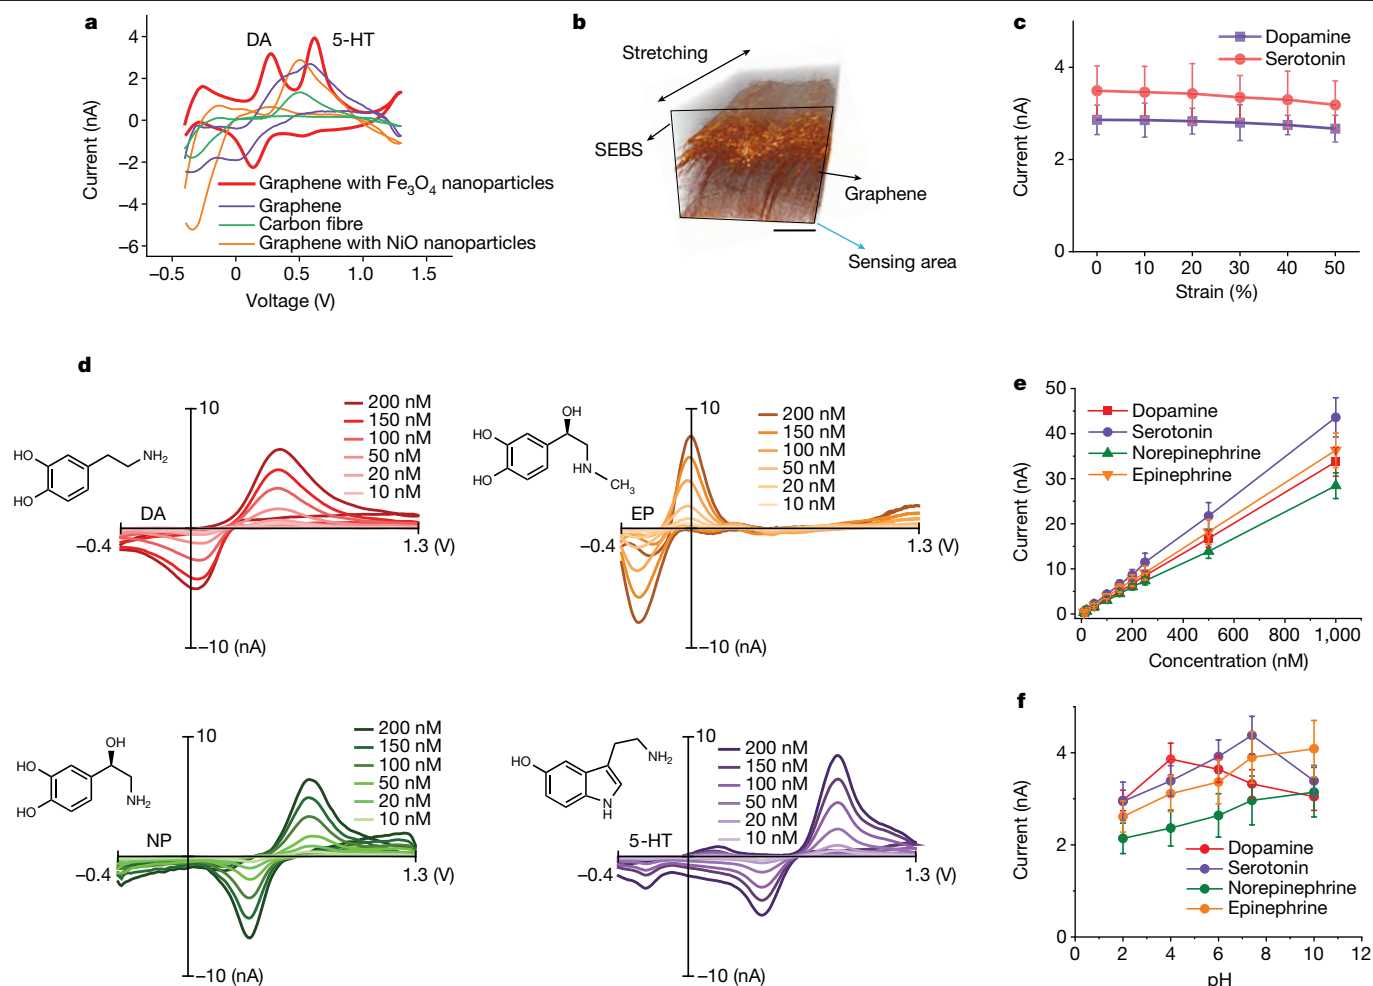 a
4
2
0
−2
−4
−6
Current (nA)
DA
5-HT
Graphene with Fe3O4 nanoparticles
Graphene
Carbon fibre
Graphene with NiO nanoparticles
−0.5
0
0.5
1.0
1.5
Voltage (V)
b
Stretching
SEBS
Graphene
Sensing area
c
Dopamine
Serotonin
4
2
0
Current (nA)
0
10
20
30
40
50
Strain (%)
d
10
200 nM
150 nM
100 nM
50 nM
20 nM
10 nM
HO
HO
NH2
DA
−0.4
1.3 (V)
−10 (nA)
10
200 nM
150 nM
100 nM
50 nM
20 nM
10 nM
OH
HO
HO
HN
CH3
EP
−0.4
1.3 (V)
−10 (nA)
10
200 nM
150 nM
100 nM
50 nM
20 nM
10 nM
OH
HO
HO
NH2
NP
−0.4
1.3 (V)
−10 (nA)
10
200 nM
150 nM
100 nM
50 nM
20 nM
10 nM
HO
NH2
N
H
5-HT
−0.4
1.3 (V)
−10 (nA)
e
50
40
30
20
10
0
Current (nA)
Dopamine
Serotonin
Norepinephrine
Epinephrine
0
200
400
600
800
1,000
Concentration (nM)
f
4
2
0
Current (nA)
Dopamine
Serotonin
Norepinephrine
Epinephrine
0
2
4
6
8
10
12
pH